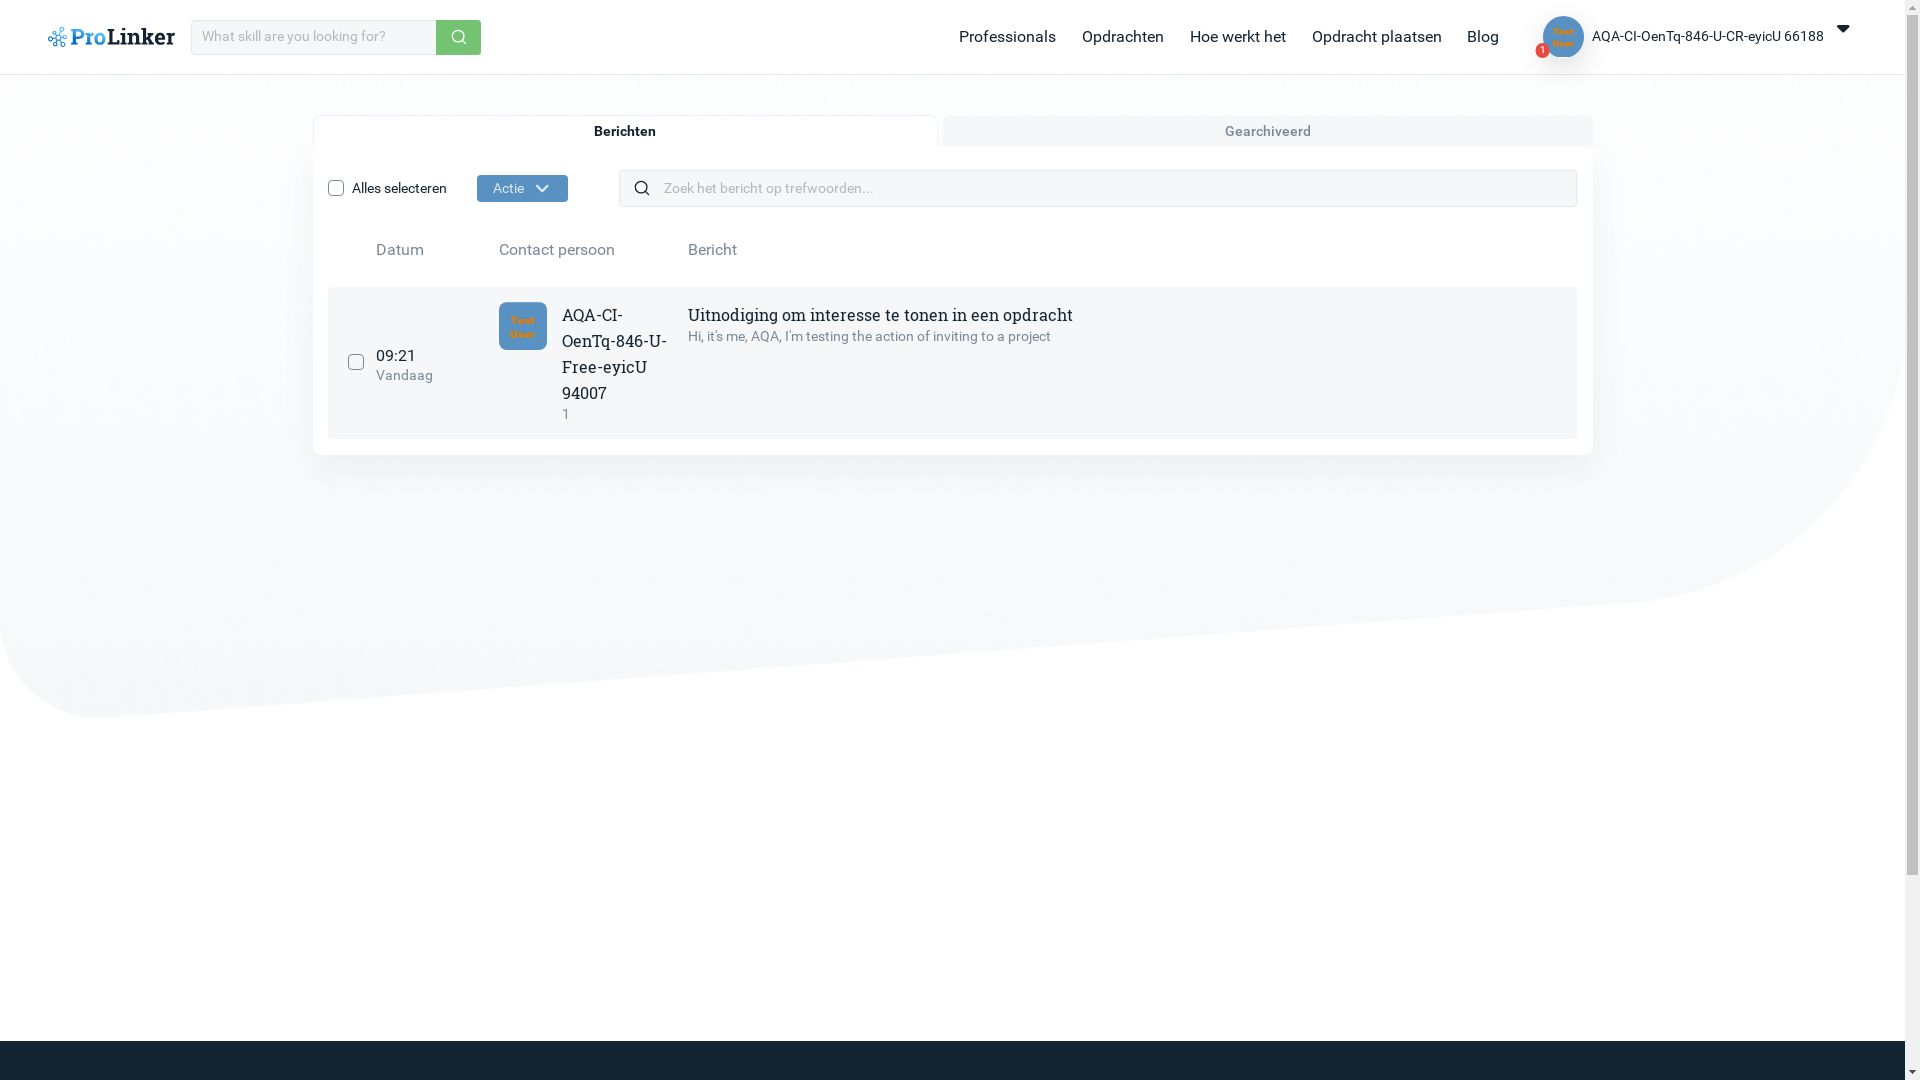 ProLinker
What skill are you looking for?
Professionals
Opdrachten
Hoe werkt het
Opdracht plaatsen
Blog
Test
User
1
AQA-CI-OenTq-846-U-CR-eyicU 66188
Berichten
Gearchiveerd
Alles selecteren
Actie
Zoek het bericht op trefwoorden...
Datum
Contact persoon
Bericht
09:21
Vandaag
Test
User
AQA-CI-
OenTq-846-U-
Free-eyicU
94007
1
Uitnodiging om interesse te tonen in een opdracht
Hi, it's me, AQA, I'm testing the action of inviting to a project